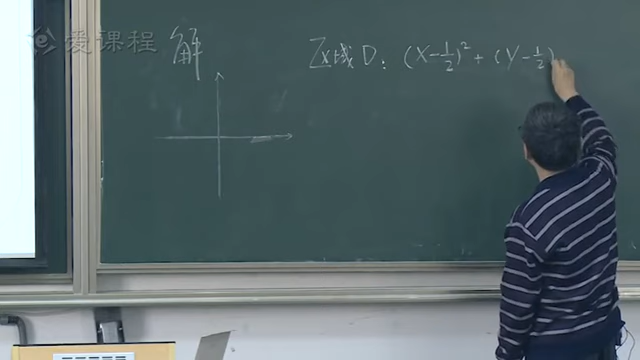 爱课程
解
区域D: (x-1/2)² + (y-1/2)